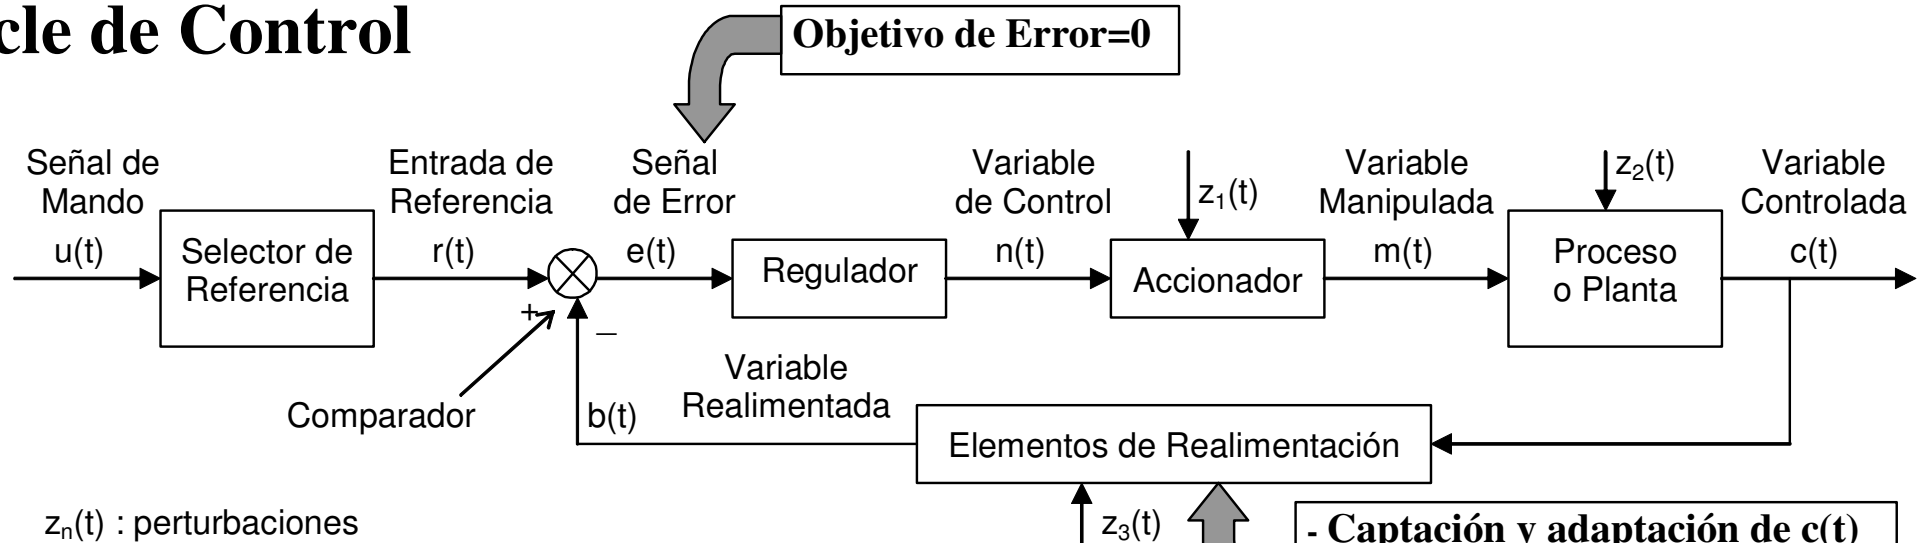 cle de Control
Objetivo de Error=0
Señal de
Mando
u(t)
Selector de
Referencia
Entrada de
Referencia
r(t)
Señal
de Error
e(t)
+
−
Comparador
Regulador
Variable
de Control
n(t)
z₁(t)
Accionador
Variable
Manipulada
m(t)
z₂(t)
Proceso
o Planta
Variable
Controlada
c(t)
Variable
Realimentada
b(t)
Elementos de Realimentación
zₙ(t) : perturbaciones
z₃(t)
- Captación y adaptación de c(t)